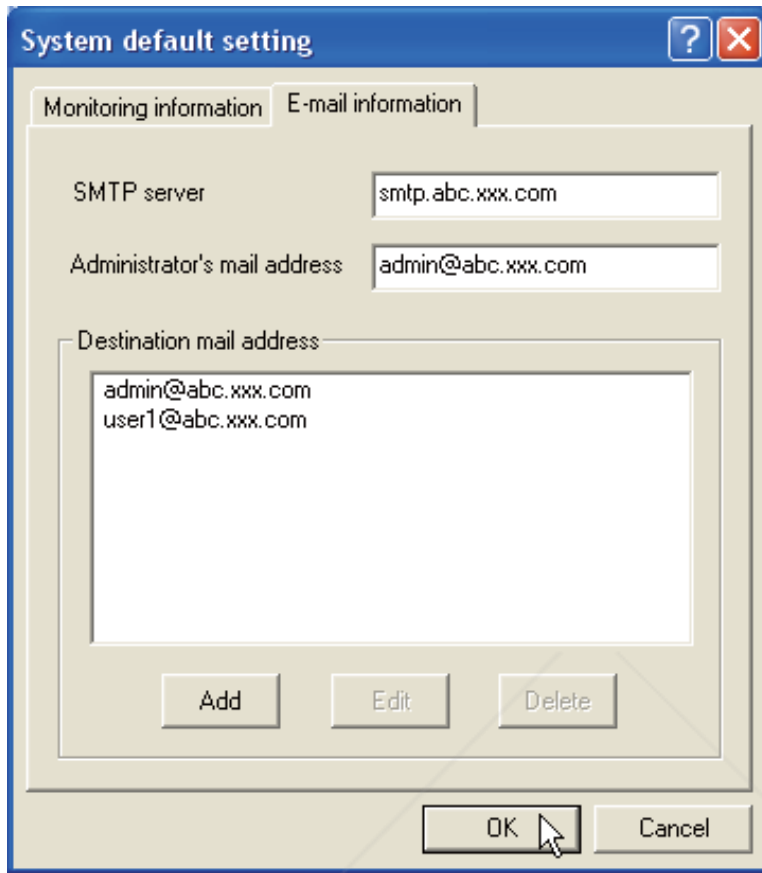 System default setting
Monitoring information
E-mail information
SMTP server
smtp.abc.xxx.com
Administrator's mail address
admin@abc.xxx.com
Destination mail address
admin@abc.xxx.com
user1@abc.xxx.com
Add
Edit
Delete
OK
Cancel